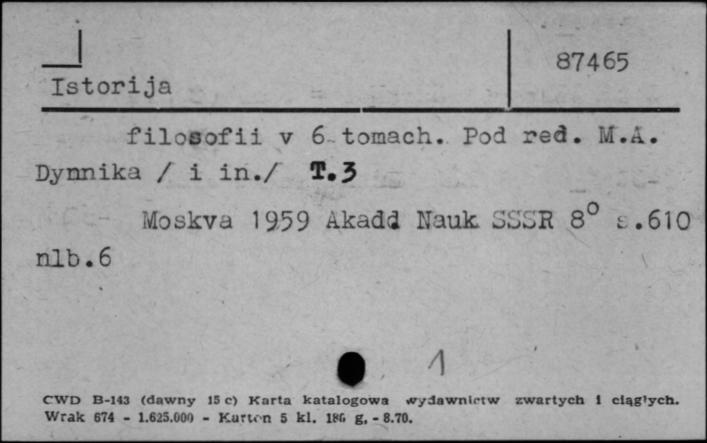 87465
Istorija
filosofii v 6 tomach. Pod red. M.A.
Dynnika / i in./ T.3
Moskva 1959 Akadd Nauk SSSR 8° s.610
nlb.6
1
CWD B-143 (dawny 15 c) Karta katalogowa wydawnictw zwartych i ciągłych.
Wrak 674 - 1.625.000 - Karton 5 kl. 180 g. - 8.70.